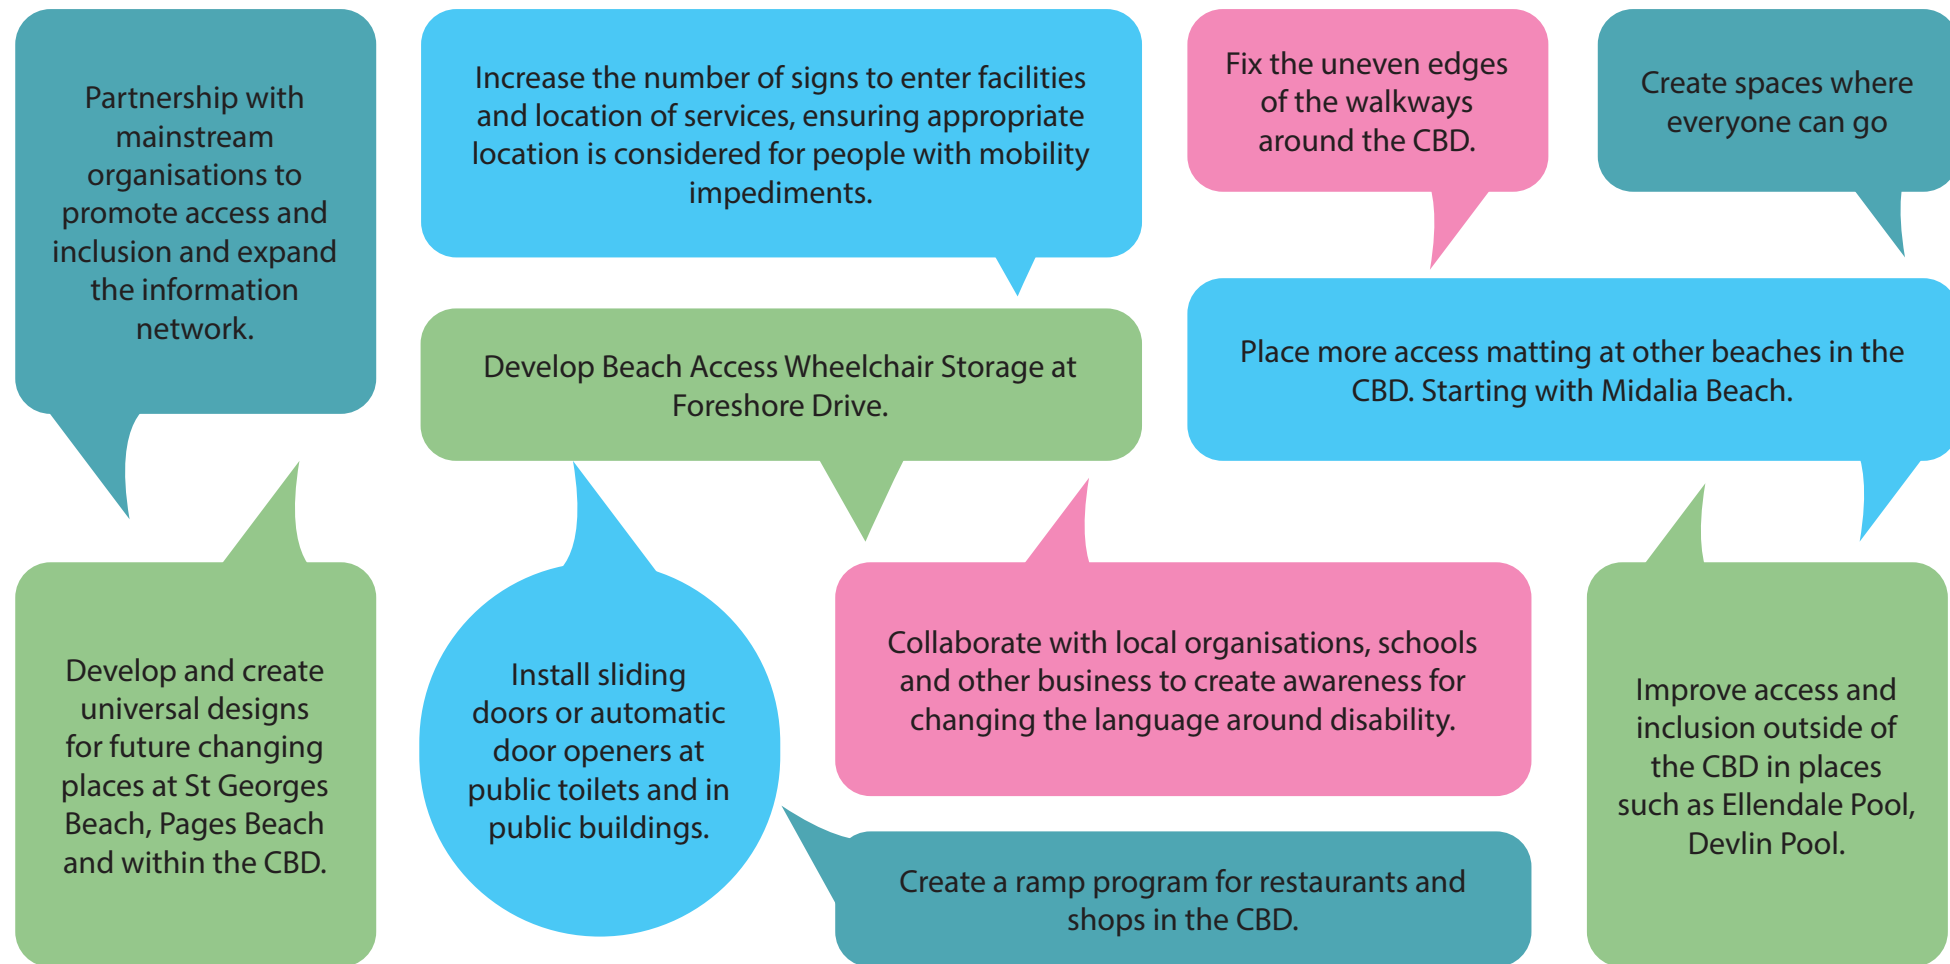 Partnership with
mainstream
organisations to
promote access and
inclusion and expand
the information
network.
Increase the number of signs to enter facilities
and location of services, ensuring appropriate
location is considered for people with mobility
impediments.
Fix the uneven edges
of the walkways
around the CBD.
Create spaces where
everyone can go
Develop Beach Access Wheelchair Storage at
Foreshore Drive.
Place more access matting at other beaches in the
CBD. Starting with Midalia Beach.
Develop and create
universal designs
for future changing
places at St Georges
Beach, Pages Beach
and within the CBD.
Install sliding
doors or automatic
door openers at
public toilets and in
public buildings.
Collaborate with local organisations, schools
and other business to create awareness for
changing the language around disability.
Create a ramp program for restaurants and
shops in the CBD.
Improve access and
inclusion outside of
the CBD in places
such as Ellendale Pool,
Devlin Pool.